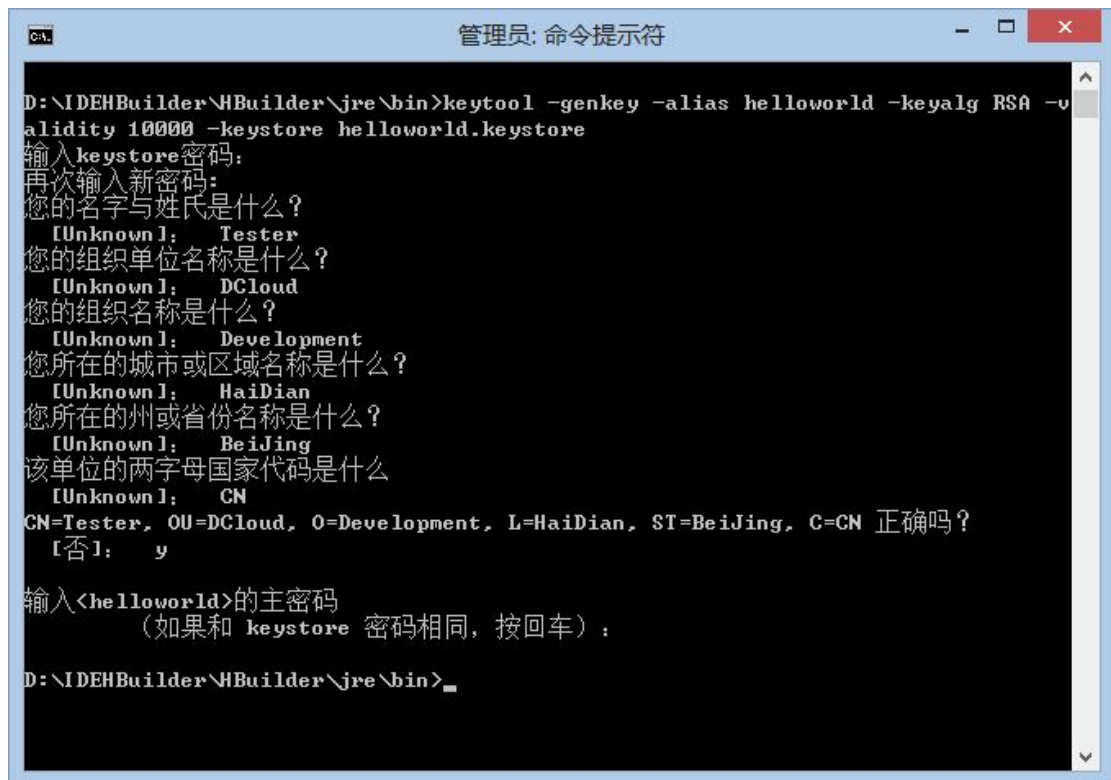 管理员: 命令提示符
D:\IDEHBuilder\HBuilder\jre\bin>keytool -genkey -alias helloworld -keyalg RSA -v
alidity 10000 -keystore helloworld.keystore
输入keystore密码:
再次输入新密码:
您的名字与姓氏是什么?
[Unknown]: Tester
您的组织单位名称是什么?
[Unknown]: DCloud
您的组织名称是什么?
[Unknown]: Development
您所在的城市或区域名称是什么?
[Unknown]: HaiDian
您所在的州或省份名称是什么?
[Unknown]: BeiJing
该单位的两字母国家代码是什么
[Unknown]: CN
CN=Tester, OU=DCloud, O=Development, L=HaiDian, ST=BeiJing, C=CN 正确吗?
[否]: y
输入<helloworld>的主密码
(如果和 keystore 密码相同，按回车):
D:\IDEHBuilder\HBuilder\jre\bin>_